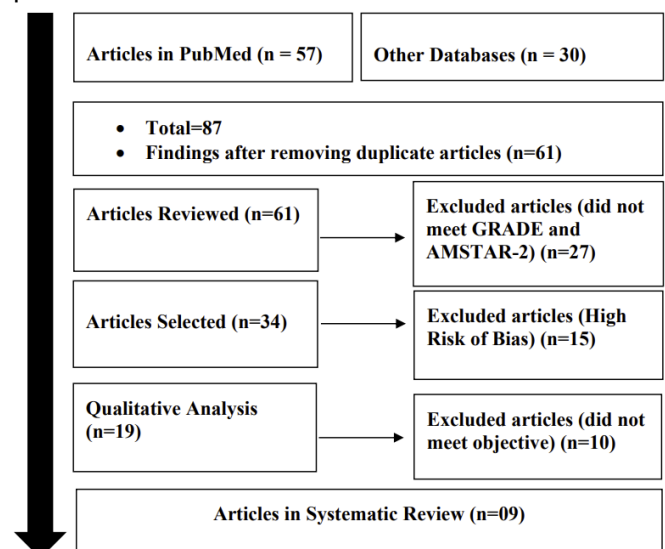 Articles in PubMed (n = 57)
Other Databases (n = 30)
• Total=87
• Findings after removing duplicate articles (n=61)
Articles Reviewed (n=61)
Excluded articles (did not
meet GRADE and
AMSTAR-2) (n=27)
Articles Selected (n=34)
Excluded articles (High
Risk of Bias) (n=15)
Qualitative Analysis
(n=19)
Excluded articles (did not
meet objective) (n=10)
Articles in Systematic Review (n=09)